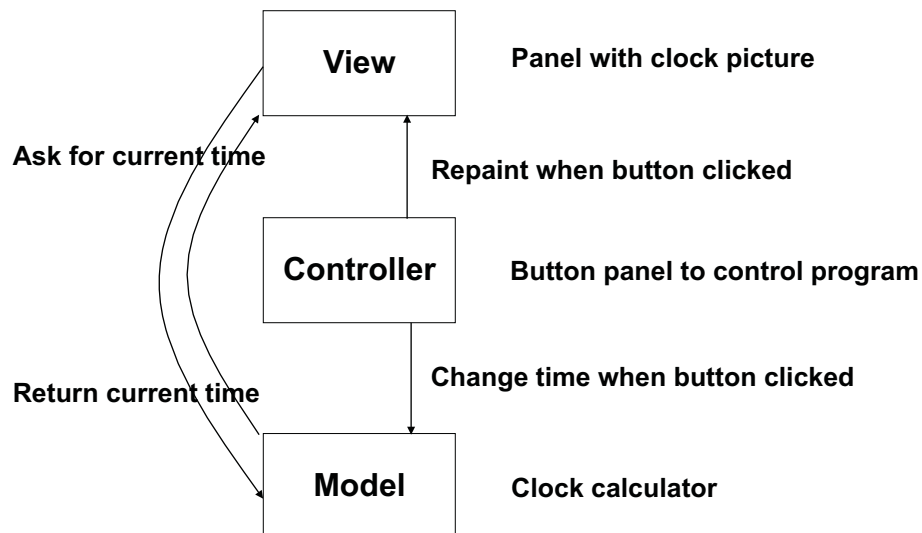 View
Panel with clock picture
Ask for current time
Repaint when button clicked
Controller
Button panel to control program
Change time when button clicked
Return current time
Model
Clock calculator